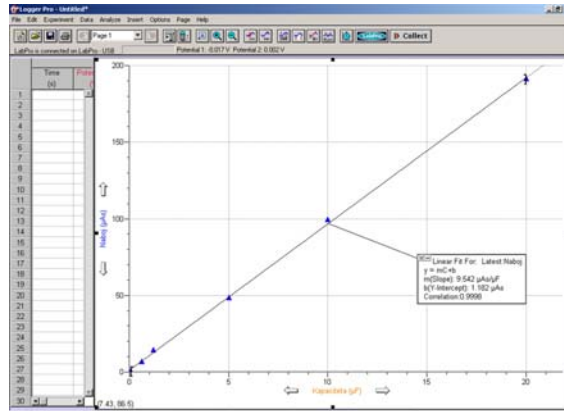 Logger Pro - Untitled*
File Edit Experiment Data Analyze Insert Options Page Help
Page 1
Collect
LabPro is connected on LabPro: USB
Potential 1: -0.017 V Potential 2: 0.002 V
Time
(s)
1
2
3
4
5
6
7
8
9
10
11
12
13
14
15
16
17
18
19
20
21
22
23
24
25
26
27
28
29
30
Naboj (µAs)
200
150
100
50
0
0
5
10
15
20
Kapaciteta (µF)
(7.43, 86.5)
Linear Fit For: Latest Naboj
y = mC+b
m(Slope): 9.542 µAs/µF
b(Y-Intercept): 1.182 µAs
Correlation:0.9998